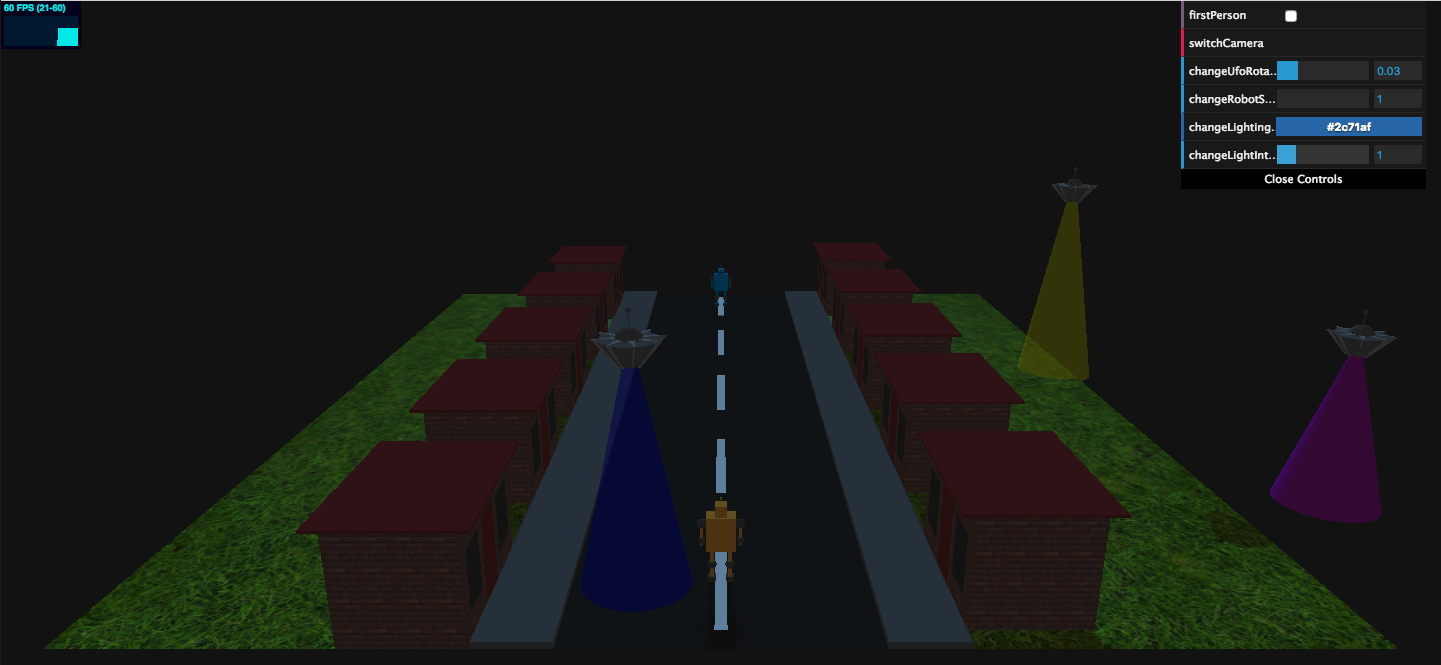 60 FPS (21-60)
firstPerson
switchCamera
changeUfoRota.. 0.03
changeRobotS... 1
changeLighting. #2c71af
changeLightInt.. 1
Close Controls